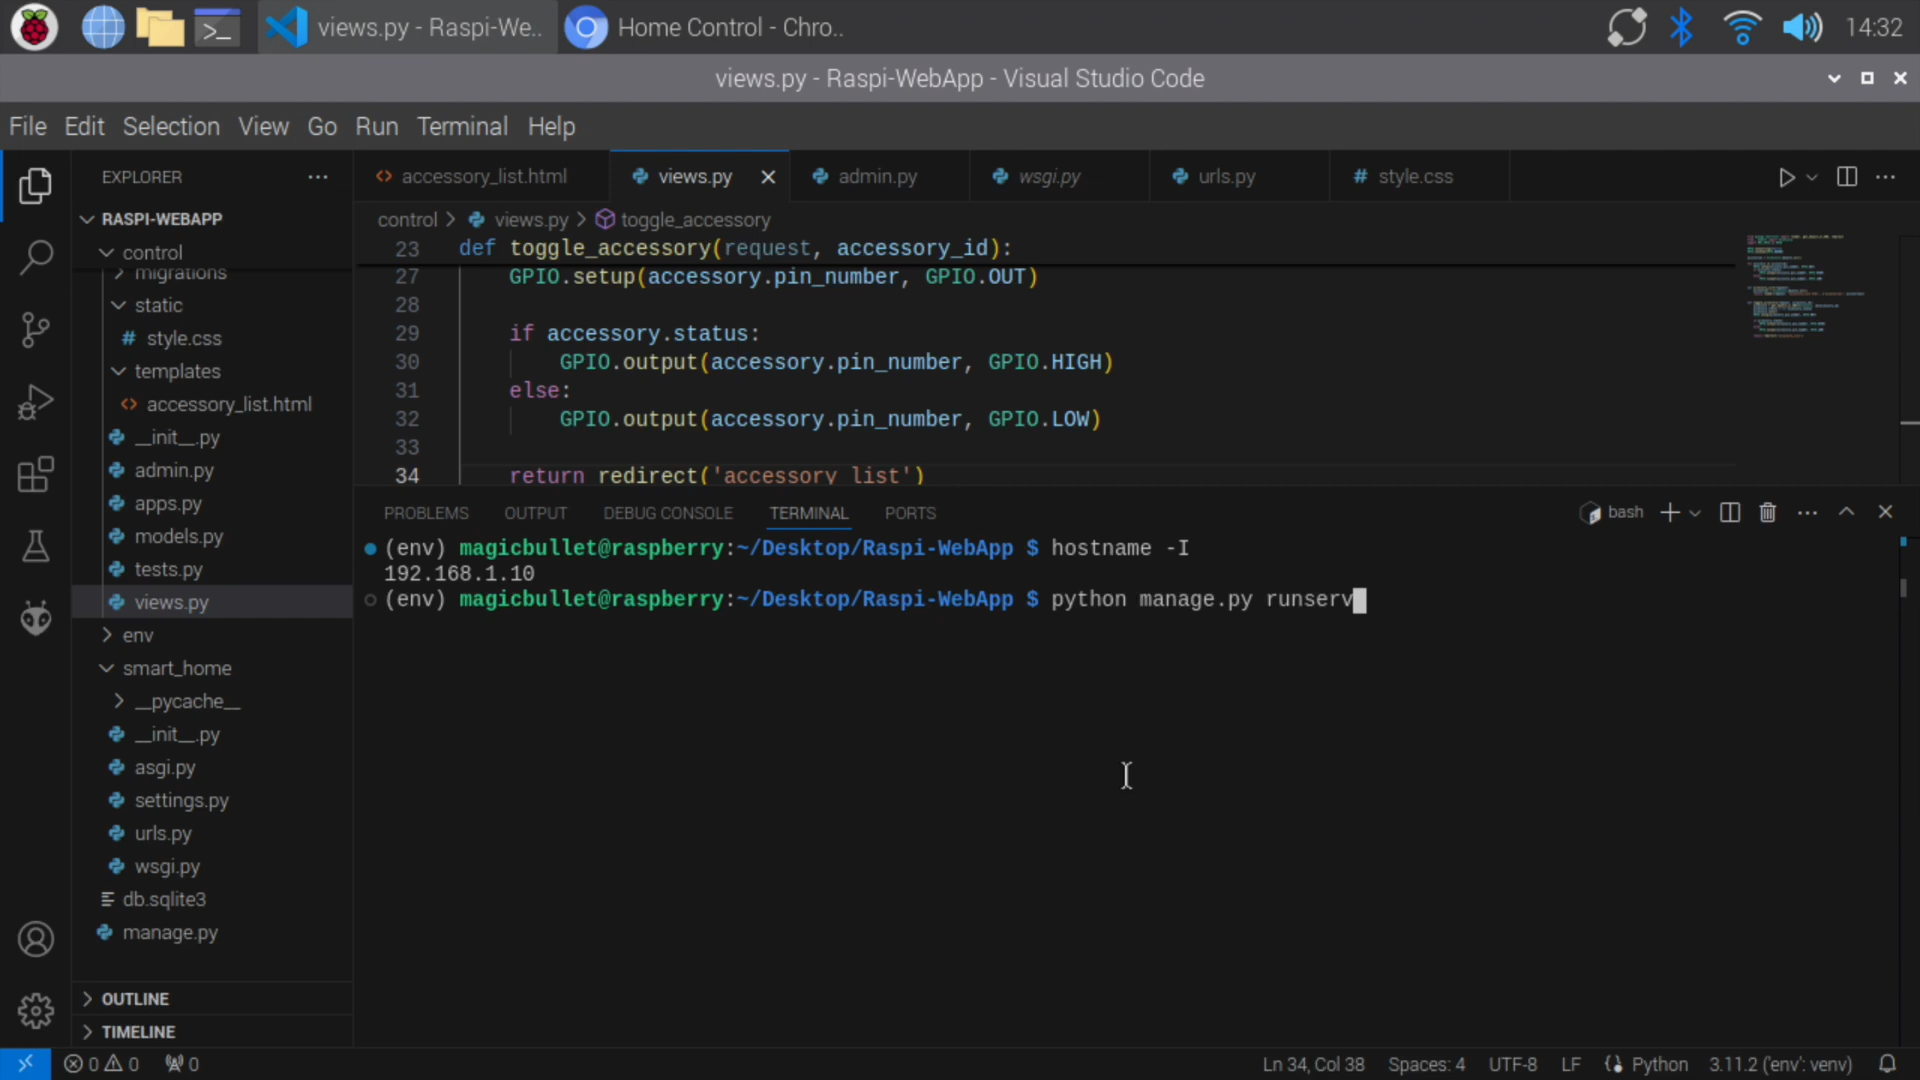 views.py - Raspi-We..
Home Control - Chro..
14:32
views.py - Raspi-WebApp - Visual Studio Code
File Edit Selection View Go Run Terminal Help
EXPLORER
accessory_list.html
views.py
admin.py
wsgi.py
urls.py
# style.css
RASPI-WEBAPP
control > views.py > toggle_accessory
control
migrations
static
# style.css
templates
accessory_list.html
__init__.py
admin.py
apps.py
models.py
tests.py
views.py
env
smart_home
__pycache__
__init__.py
asgi.py
settings.py
urls.py
wsgi.py
db.sqlite3
manage.py
OUTLINE
TIMELINE
23 def toggle_accessory(request, accessory_id):
27 GPIO.setup(accessory.pin_number, GPIO.OUT)
28
29 if accessory.status:
30 GPIO.output(accessory.pin_number, GPIO.HIGH)
31 else:
32 GPIO.output(accessory.pin_number, GPIO.LOW)
33
34 return redirect('accessory_list')
PROBLEMS OUTPUT DEBUG CONSOLE TERMINAL PORTS
bash
(env) magicbullet@raspberry:~/Desktop/Raspi-WebApp $ hostname -I
192.168.1.10
(env) magicbullet@raspberry:~/Desktop/Raspi-WebApp $ python manage.py runserv
0 0 0
Ln 34, Col 38 Spaces: 4 UTF-8 LF Python 3.11.2 ('env': venv)